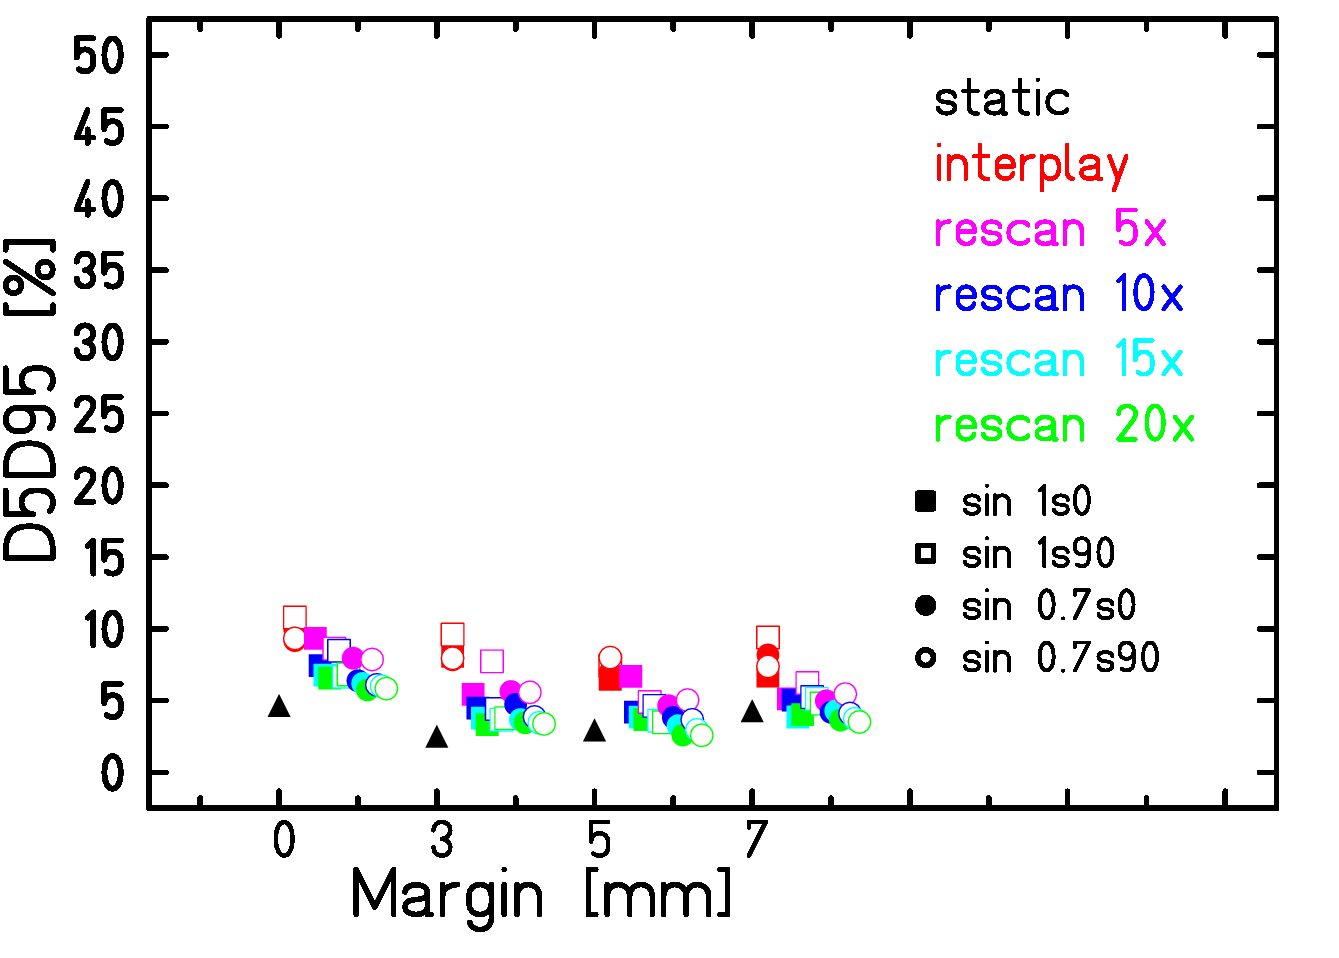 50
45
40
35
30
25
20
15
10
5
0
D5D95 [%]
static
interplay
rescan 5x
rescan 10x
rescan 15x
rescan 20x
sin 1s0
sin 1s90
sin 0.7s0
sin 0.7s90
0 3 5 7
Margin [mm]